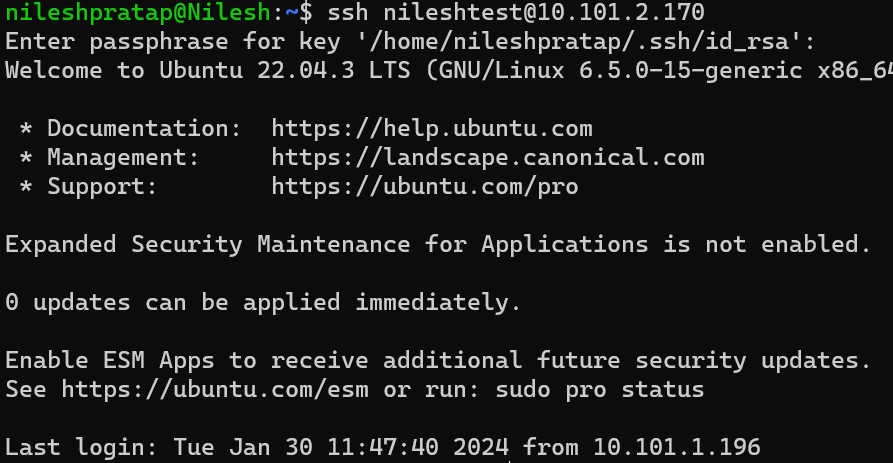 nileshpratap@Nilesh:~$ ssh nileshtest@10.101.2.170
Enter passphrase for key '/home/nileshpratap/.ssh/id_rsa':
Welcome to Ubuntu 22.04.3 LTS (GNU/Linux 6.5.0-15-generic x86_64
* Documentation: https://help.ubuntu.com
* Management: https://landscape.canonical.com
* Support: https://ubuntu.com/pro
Expanded Security Maintenance for Applications is not enabled.
0 updates can be applied immediately.
Enable ESM Apps to receive additional future security updates.
See https://ubuntu.com/esm or run: sudo pro status
Last login: Tue Jan 30 11:47:40 2024 from 10.101.1.196